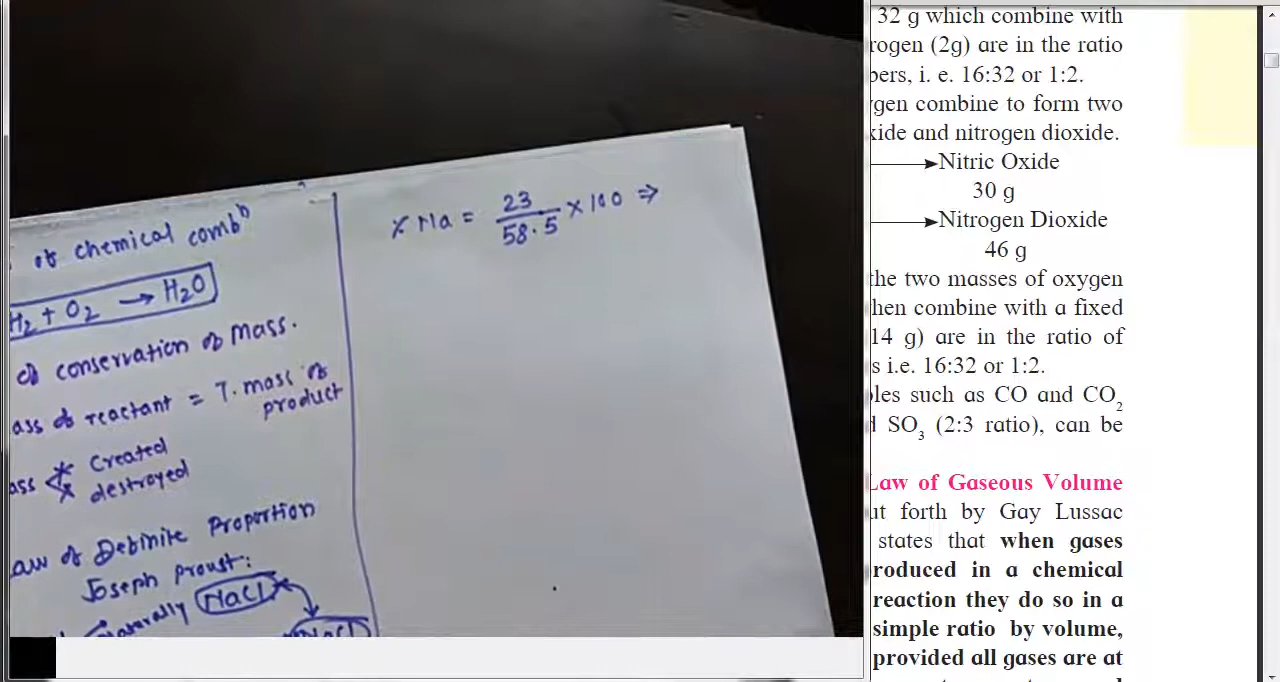 of chemical combⁿ
H₂ + O₂ → H₂O
of conservation of Mass.
ass of reactant = T. mass of product
ass Created
destroyed
aw of Definite Proportion
Joseph Proust:
NaCl
NaCl
% Na = 23/58.5 × 100 ⇒
32 g which combine with
rogen (2g) are in the ratio
bers, i. e. 16:32 or 1:2.
gen combine to form two
xide and nitrogen dioxide.
Nitric Oxide
30 g
Nitrogen Dioxide
46 g
the two masses of oxygen
hen combine with a fixed
14 g) are in the ratio of
s i.e. 16:32 or 1:2.
ples such as CO and CO₂
d SO₃ (2:3 ratio), can be
Law of Gaseous Volume
ut forth by Gay Lussac
states that when gases
roduced in a chemical
reaction they do so in a
simple ratio by volume,
provided all gases are at